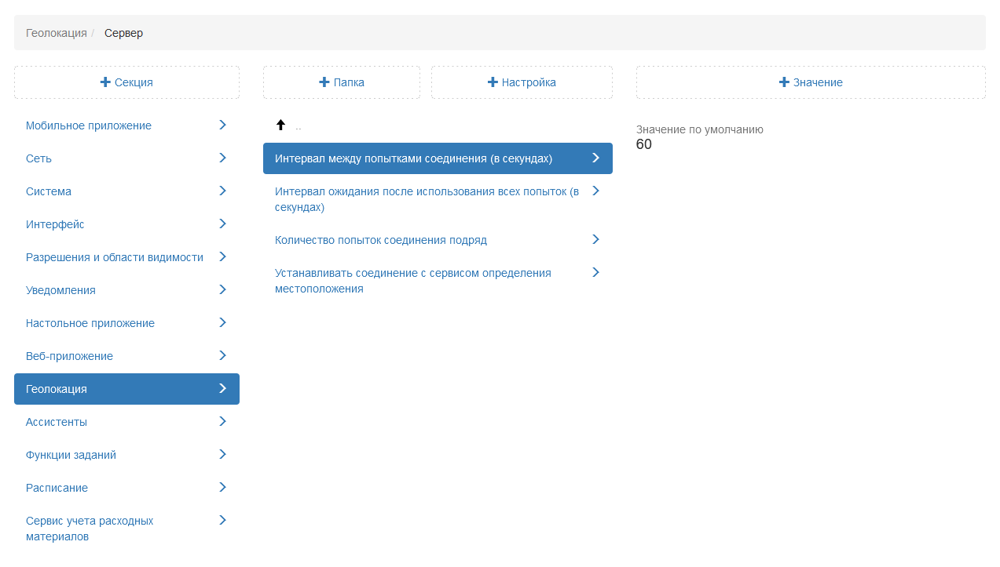 Геолокация / Сервер
Секция
Папка
Настройка
Значение
Мобильное приложение
Сеть
Система
Интерфейс
Разрешения и области видимости
Уведомления
Настольное приложение
Веб-приложение
Геолокация
Ассистенты
Функции заданий
Расписание
Сервис учета расходных
материалов
..
Интервал между попытками соединения (в секундах)
Интервал ожидания после использования всех попыток (в
секундах)
Количество попыток соединения подряд
Устанавливать соединение с сервисом определения
местоположения
Значение по умолчанию
60